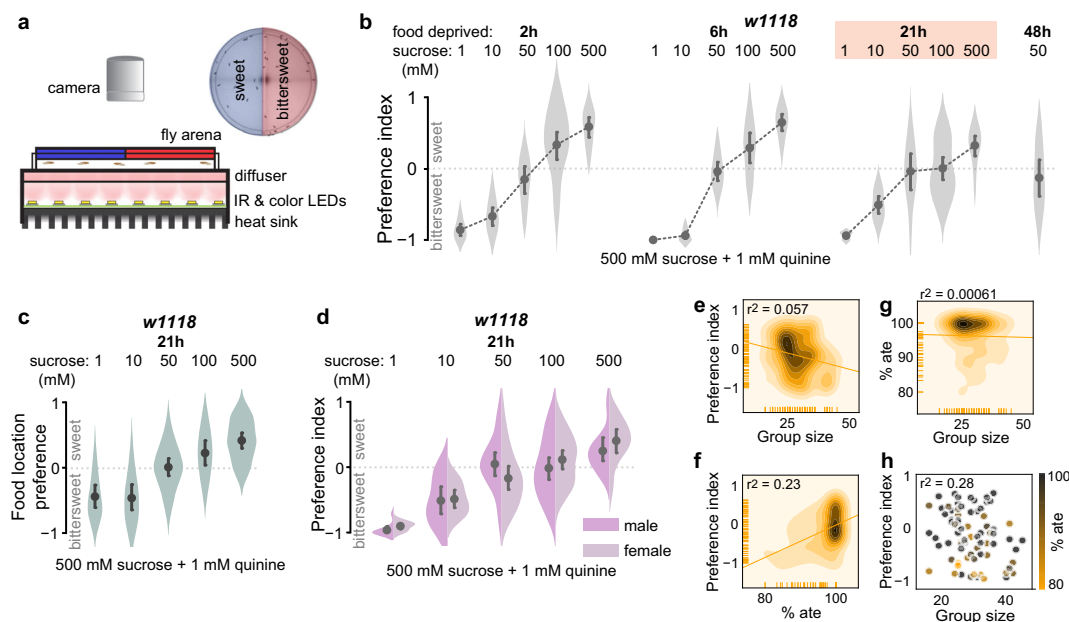 a
camera
sweet
bittersweet
fly arena
diffuser
IR & color LEDs
heat sink
b
w1118
food deprived: 2h 6h 21h 48h
sucrose: 1 10 50 100 500 1 10 50 100 500 1 10 50 100 500 50
(mM)
Preference index
bittersweet sweet
1
0
−1
500 mM sucrose + 1 mM quinine
c
w1118
21h
sucrose: 1 10 50 100 500
(mM)
Food location
preference
bittersweet sweet
1
0
−1
500 mM sucrose + 1 mM quinine
d
w1118
21h
sucrose: 1 10 50 100 500
(mM)
Preference index
bittersweet sweet
1
0
−1
male
female
500 mM sucrose + 1 mM quinine
e
r2 = 0.057
Preference index
1
0
−1
25 50
Group size
g
r2 = 0.00061
% ate
100
90
80
25 50
Group size
f
r2 = 0.23
Preference index
1
0
−1
80 100
% ate
h
r2 = 0.28
Preference index
1
0
−1
20 40
Group size
100
% ate
80